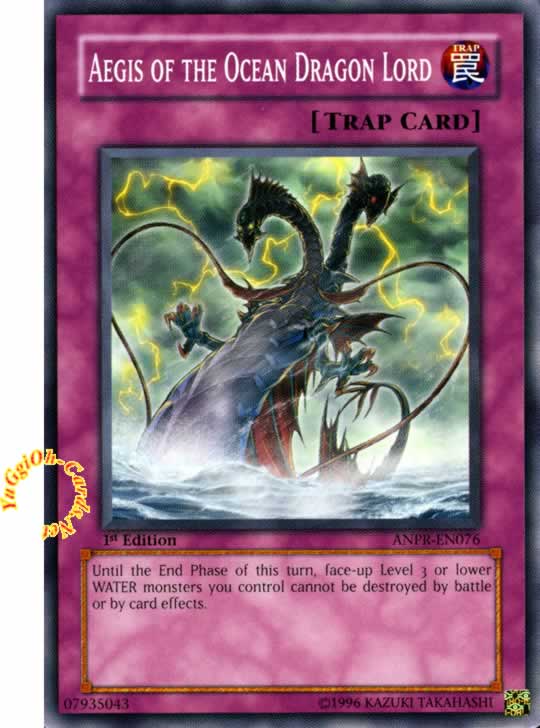 Aegis of the Ocean Dragon Lord
TRAP
罠
[Trap Card]
YuGgiOh-Cards.Net
1st Edition
ANPR-EN076
Until the End Phase of this turn, face-up Level 3 or lower
WATER monsters you control cannot be destroyed by battle
or by card effects.
07935043
©1996 KAZUKI TAKAHASHI